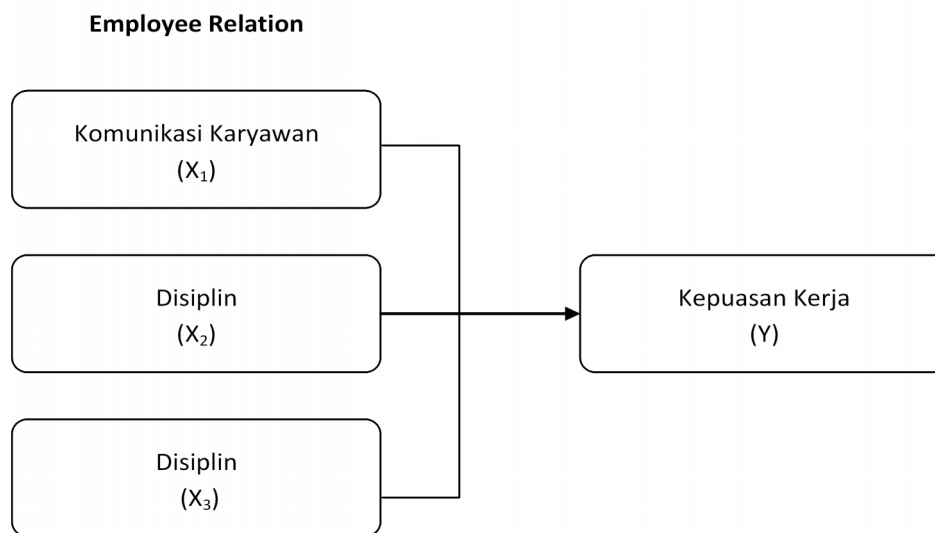 Employee Relation
Komunikasi Karyawan
(X₁)
Disiplin
(X₂)
Kepuasan Kerja
(Y)
Disiplin
(X₃)